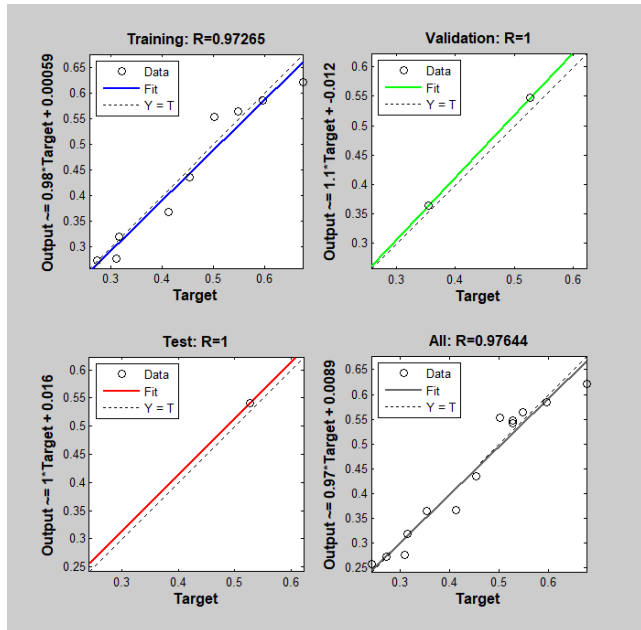 Training: R=0.97265
Output ~= 0.98*Target + 0.00059
0.65
0.6
0.55
0.5
0.45
0.4
0.35
0.3
Data
Fit
Y = T
0.3 0.4 0.5 0.6
Target
Validation: R=1
Output ~= 1.1*Target + -0.012
0.6
0.55
0.5
0.45
0.4
0.35
0.3
Data
Fit
Y = T
0.3 0.4 0.5 0.6
Target
Test: R=1
Output ~= 1*Target + 0.016
0.6
0.55
0.5
0.45
0.4
0.35
0.3
0.25
Data
Fit
Y = T
0.3 0.4 0.5 0.6
Target
All: R=0.97644
Output ~= 0.97*Target + 0.0089
0.65
0.6
0.55
0.5
0.45
0.4
0.35
0.3
0.25
Data
Fit
Y = T
0.3 0.4 0.5 0.6
Target